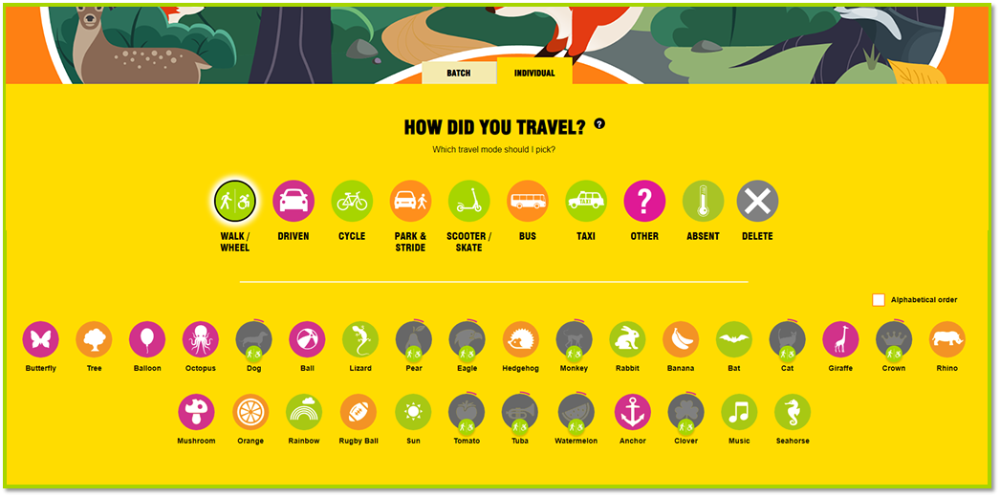 BATCH
INDIVIDUAL
HOW DID YOU TRAVEL? ?
Which travel mode should I pick?
?
TAXI
WALK / WHEEL
DRIVEN
CYCLE
PARK & STRIDE
SCOOTER / SKATE
BUS
TAXI
OTHER
ABSENT
DELETE
Alphabetical order
Butterfly
Tree
Balloon
Octopus
Dog
Ball
Lizard
Pear
Eagle
Hedgehog
Monkey
Rabbit
Banana
Bat
Cat
Giraffe
Crown
Rhino
Mushroom
Orange
Rainbow
Rugby Ball
Sun
Tomato
Tuba
Watermelon
Anchor
Clover
Music
Seahorse